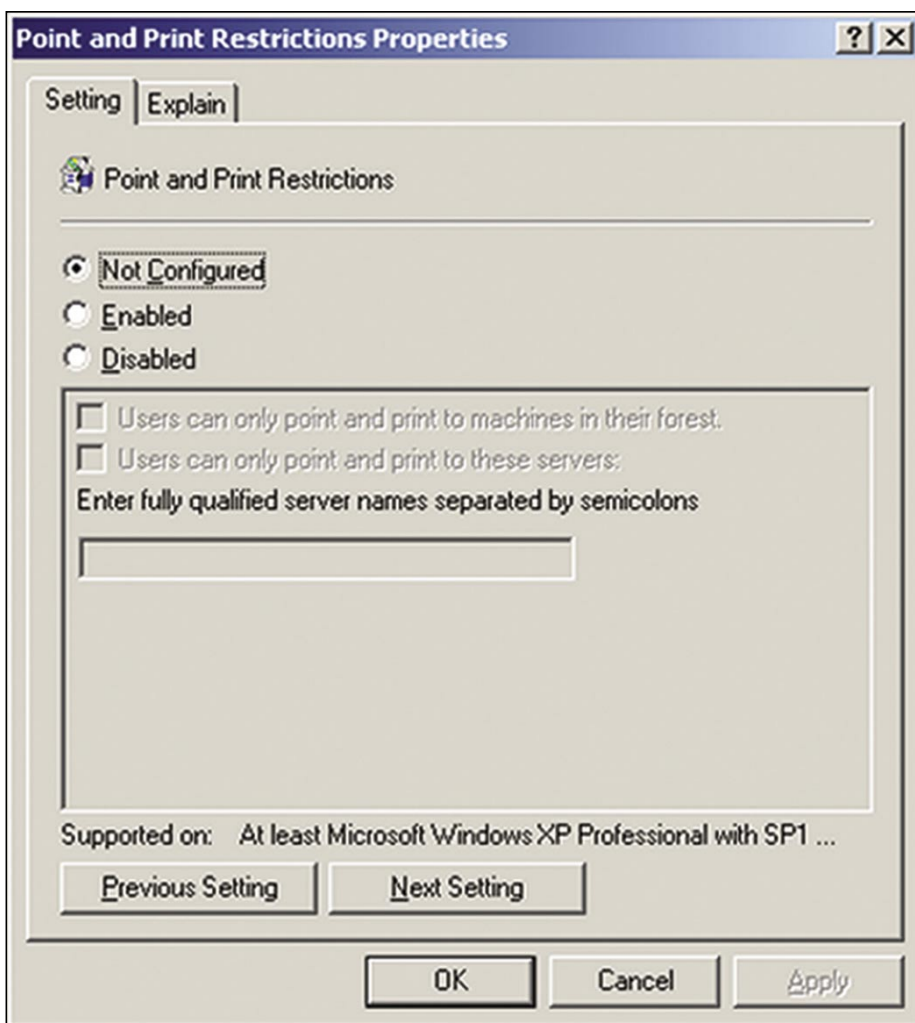 Point and Print Restrictions Properties
Setting
Explain
Point and Print Restrictions
Not Configured
Enabled
Disabled
Users can only point and print to machines in their forest.
Users can only point and print to these servers:
Enter fully qualified server names separated by semicolons
Supported on: At least Microsoft Windows XP Professional with SP1 ...
Previous Setting
Next Setting
OK
Cancel
Apply